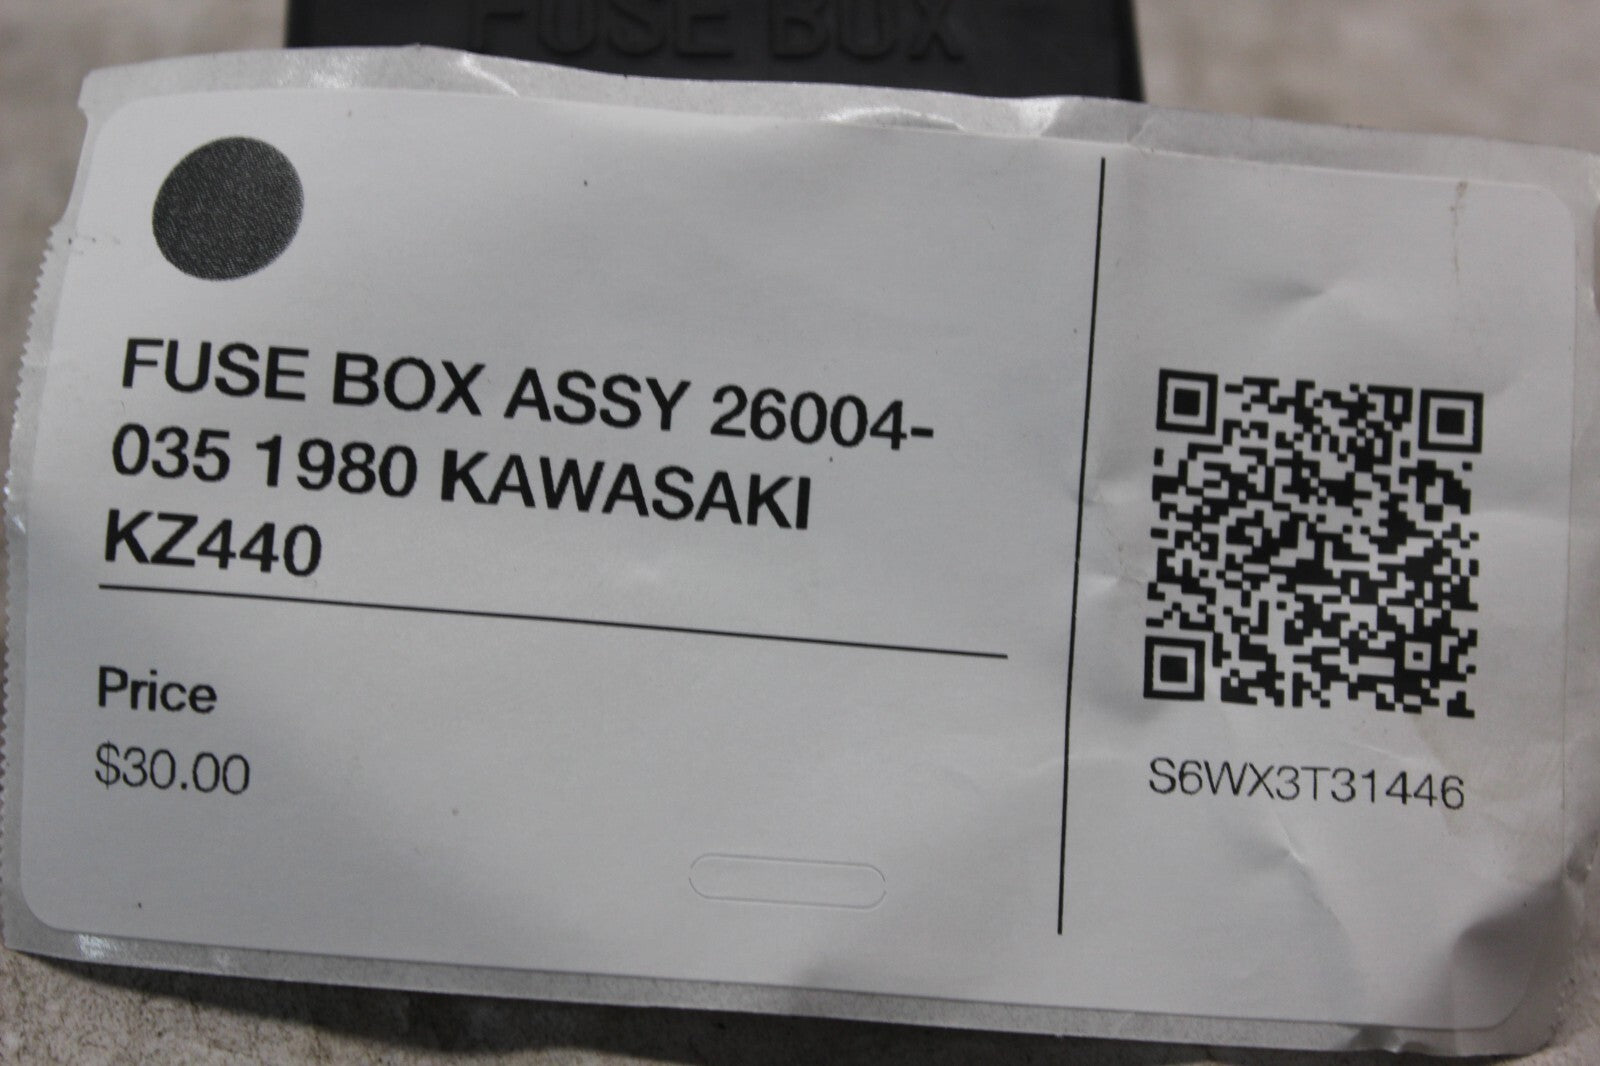 FUSE BOX
FUSE BOX ASSY 26004-
035 1980 KAWASAKI
KZ440
Price
$30.00
S6WX3T31446